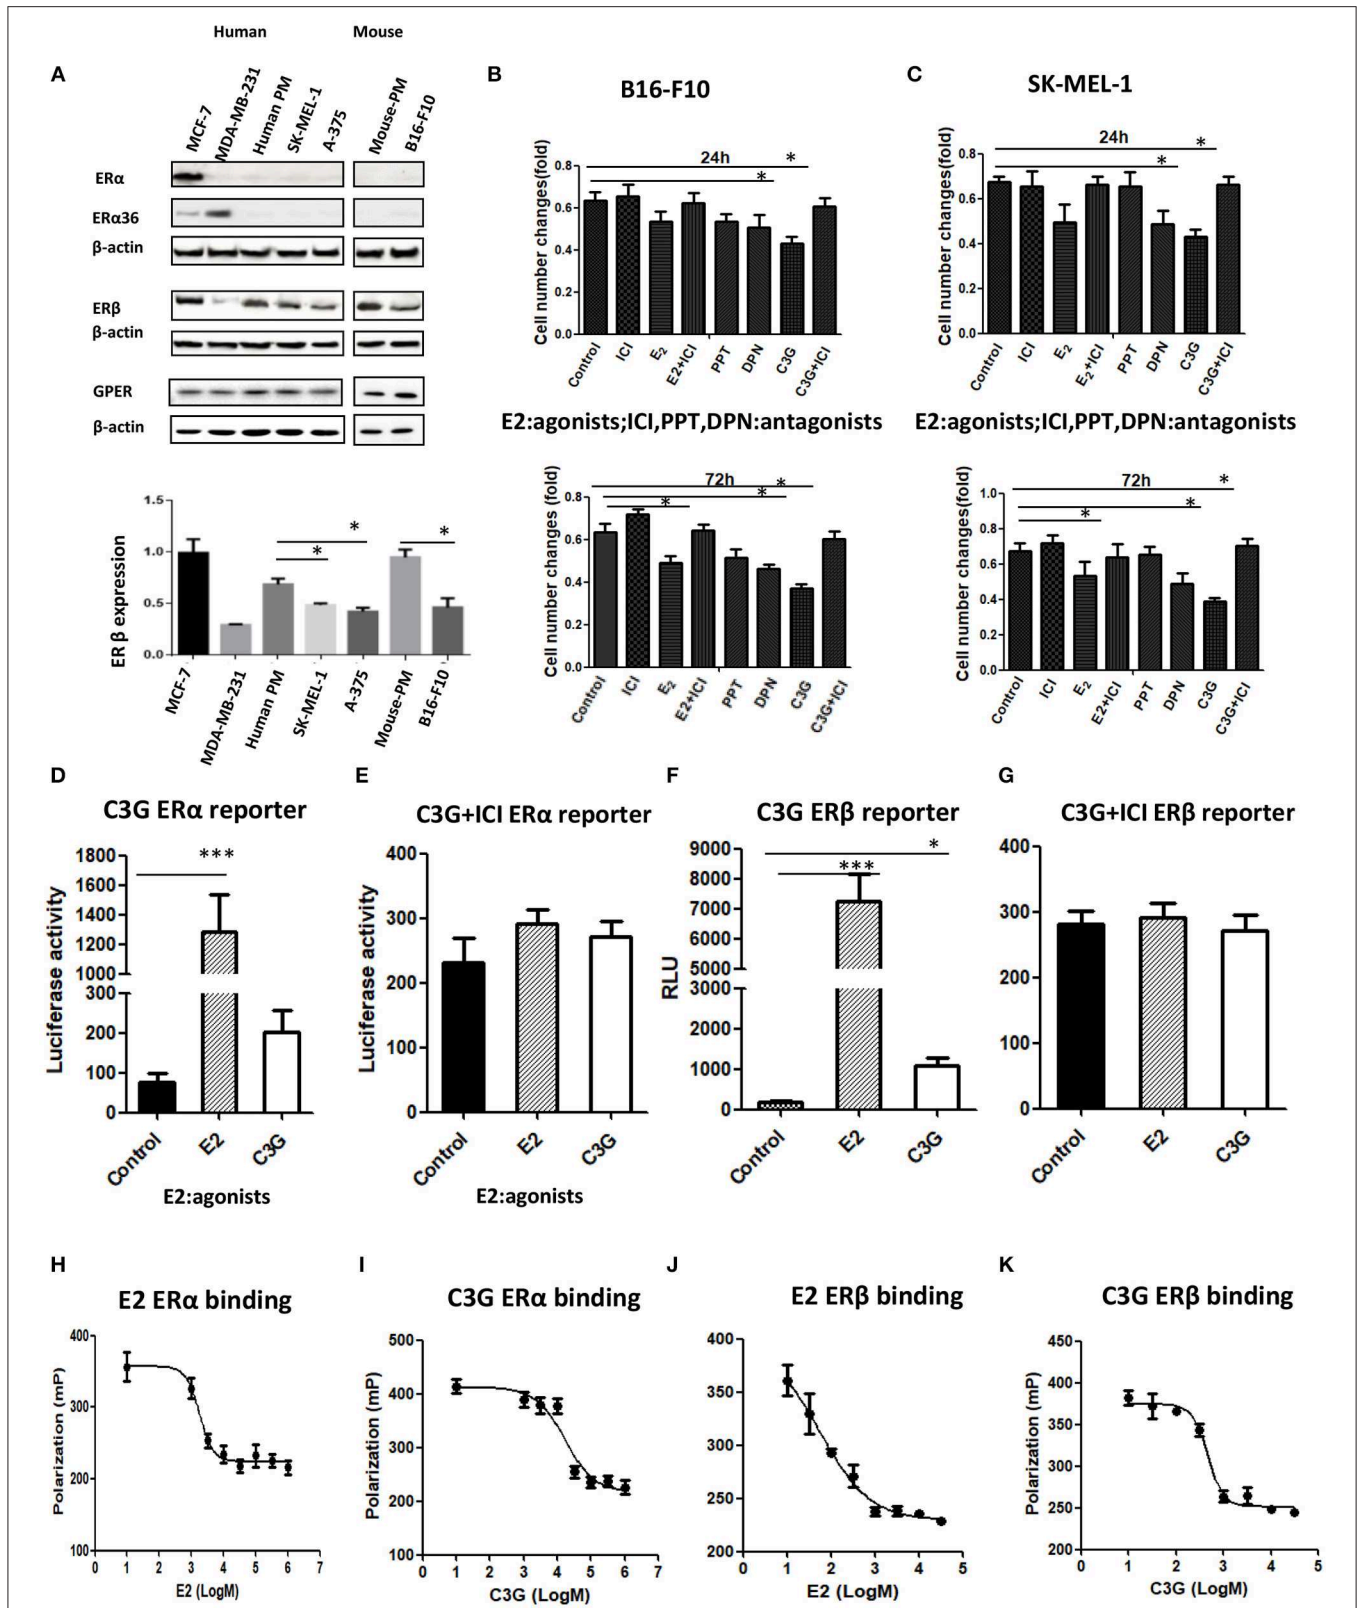 Human Mouse
A
MCF-7
MDA-MB-231
Human PM
SK-MEL-1
A-375
Mouse-PM
B16-F10
ERα
ERα36
β-actin
ERβ
β-actin
GPER
β-actin
ER β expression
1.5
1.0
0.5
0.0
* * *
MCF-7
MDA-MB-231
Human PM
SK-MEL-1
A-375
Mouse-PM
B16-F10
B
B16-F10
Cell number changes(fold)
0.8
0.6
0.4
0.2
0.0
24h
* *
Control
ICI
E2
E2+ICI
PPT
DPN
C3G
C3G+ICI
E2:agonists;ICI,PPT,DPN:antagonists
Cell number changes (fold)
0.8
0.6
0.4
0.2
0.0
72h
* * *
Control
ICI
E2
E2+ICI
PPT
DPN
C3G
C3G+ICI
C
SK-MEL-1
Cell number changes(fold)
0.8
0.6
0.4
0.2
0.0
24h
* *
Control
ICI
E2
E2+ICI
PPT
DPN
C3G
C3G+ICI
E2:agonists;ICI,PPT,DPN:antagonists
Cell number changes (fold)
1.0
0.8
0.6
0.4
0.2
0.0
72h
* * *
Control
ICI
E2
E2+ICI
PPT
DPN
C3G
C3G+ICI
D
C3G ERα reporter
Luciferase activity
1800
1600
1400
1200
1000
300
200
100
0
***
Control
E2
C3G
E2:agonists
E
C3G+ICI ERα reporter
Luciferase activity
400
300
200
100
0
Control
E2
C3G
E2:agonists
F
C3G ERβ reporter
RLU
9000
8000
7000
6000
5000
3000
2000
1000
0
*
***
Control
E2
C3G
G
C3G+ICI ERβ reporter
400
300
200
100
0
Control
E2
C3G
H
E2 ERα binding
Polarization (mP)
400
300
200
100
0 1 2 3 4 5 6 7
E2 (LogM)
I
C3G ERα binding
Polarization (mP)
500
400
300
200
100
0 1 2 3 4 5 6 7
C3G (LogM)
J
E2 ERβ binding
Polarization (mP)
400
350
300
250
200
0 1 2 3 4 5
E2 (LogM)
K
C3G ERβ binding
Polarization (mP)
450
400
350
300
250
200
0 1 2 3 4 5
C3G (LogM)